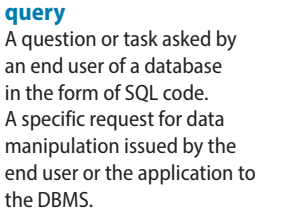 query
A question or task asked by
an end user of a database
in the form of SQL code.
A specific request for data
manipulation issued by the
end user or the application to
the DBMS.